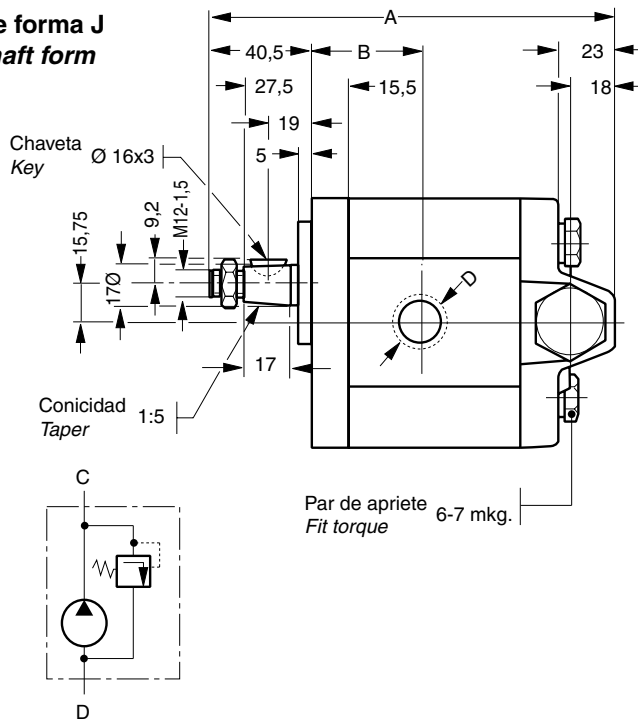 e forma J
aft form
A
40,5
B
23
27,5
15,5
18
19
5
Chaveta
Key
Ø 16x3
15,75
17Ø
9,2
M12-1,5
D
17
Conicidad
Taper
1:5
Par de apriete
Fit torque
6-7 mkg.
C
D